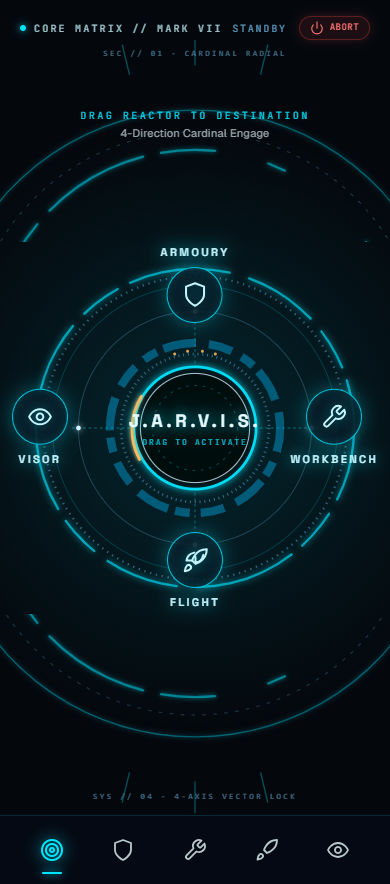 CORE MATRIX // MARK VII STANDBY ABORT
SEC // 01 - CARDINAL RADIAL
DRAG REACTOR TO DESTINATION
4-Direction Cardinal Engage
ARMOURY
J.A.R.V.I.S.
DRAG TO ACTIVATE
VISOR
WORKBENCH
FLIGHT
SYS // 04 - 4-AXIS VECTOR LOCK